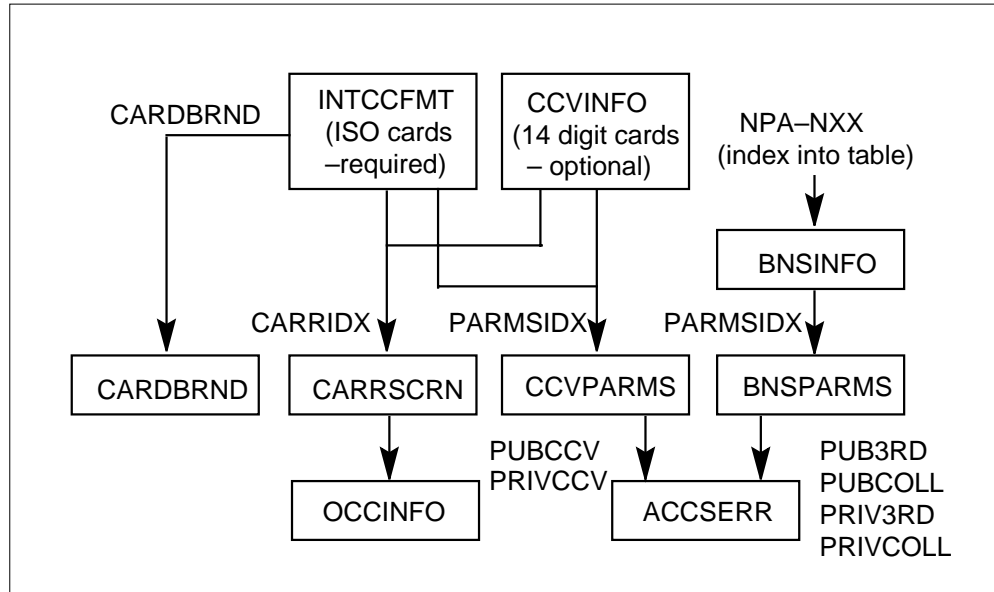 CARDBRND
INTCCFMT
(ISO cards
–required)
CCVINFO
(14 digit cards
– optional)
NPA–NXX
(index into table)
BNSINFO
CARRIDX
PARMSIDX
PARMSIDX
CARDBRND
CARRSCRN
CCVPARMS
BNSPARMS
PUBCCV
PRIVCCV
PUB3RD
PUBCOLL
PRIV3RD
PRIVCOLL
OCCINFO
ACCSERR